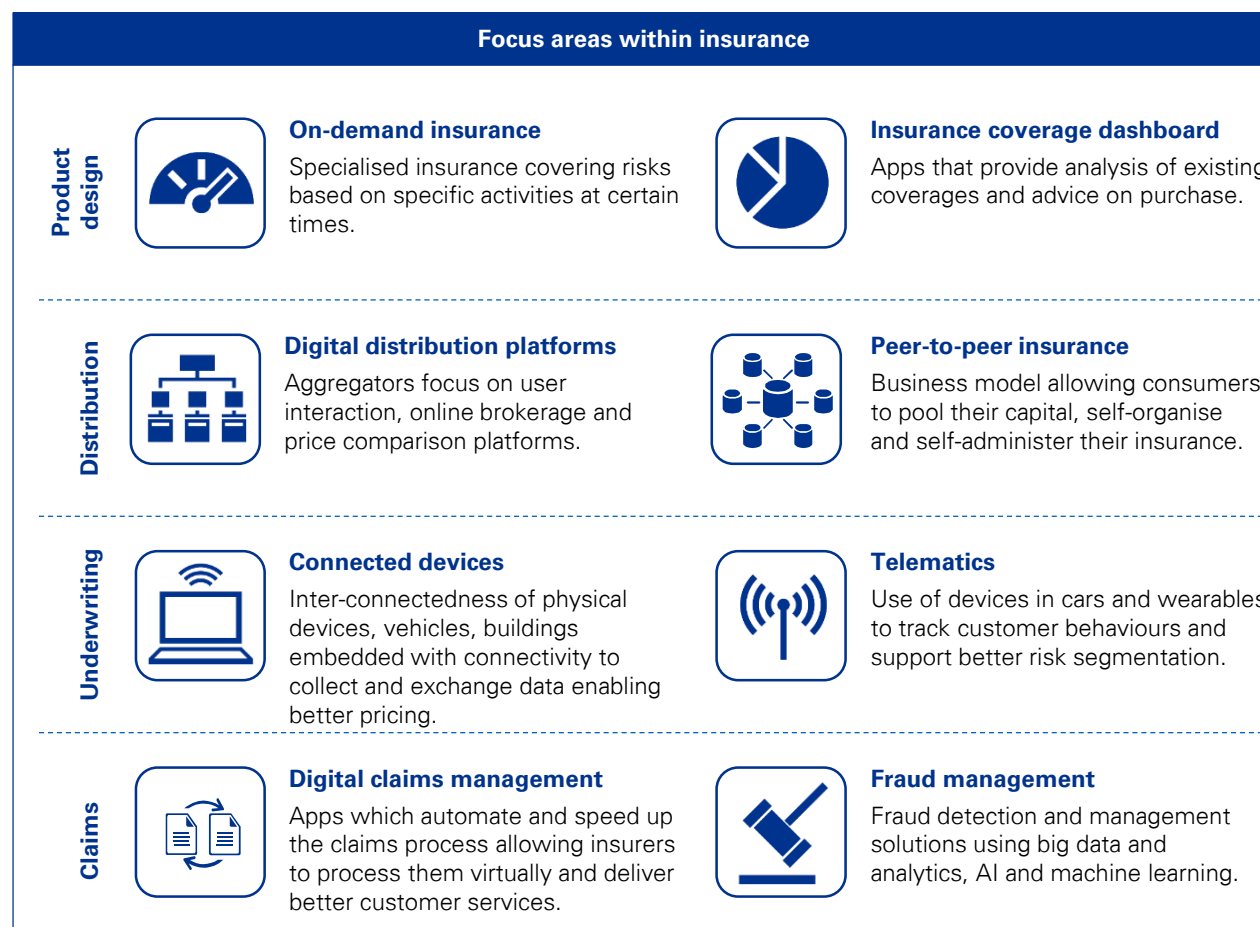 Focus areas within insurance
Product
design
On-demand insurance
Specialised insurance covering risks
based on specific activities at certain
times.
Insurance coverage dashboard
Apps that provide analysis of existing
coverages and advice on purchase.
Distribution
Digital distribution platforms
Aggregators focus on user
interaction, online brokerage and
price comparison platforms.
Peer-to-peer insurance
Business model allowing consumers
to pool their capital, self-organise
and self-administer their insurance.
Underwriting
Connected devices
Inter-connectedness of physical
devices, vehicles, buildings
embedded with connectivity to
collect and exchange data enabling
better pricing.
Telematics
Use of devices in cars and wearables
to track customer behaviours and
support better risk segmentation.
Claims
Digital claims management
Apps which automate and speed up
the claims process allowing insurers
to process them virtually and deliver
better customer services.
Fraud management
Fraud detection and management
solutions using big data and
analytics, AI and machine learning.